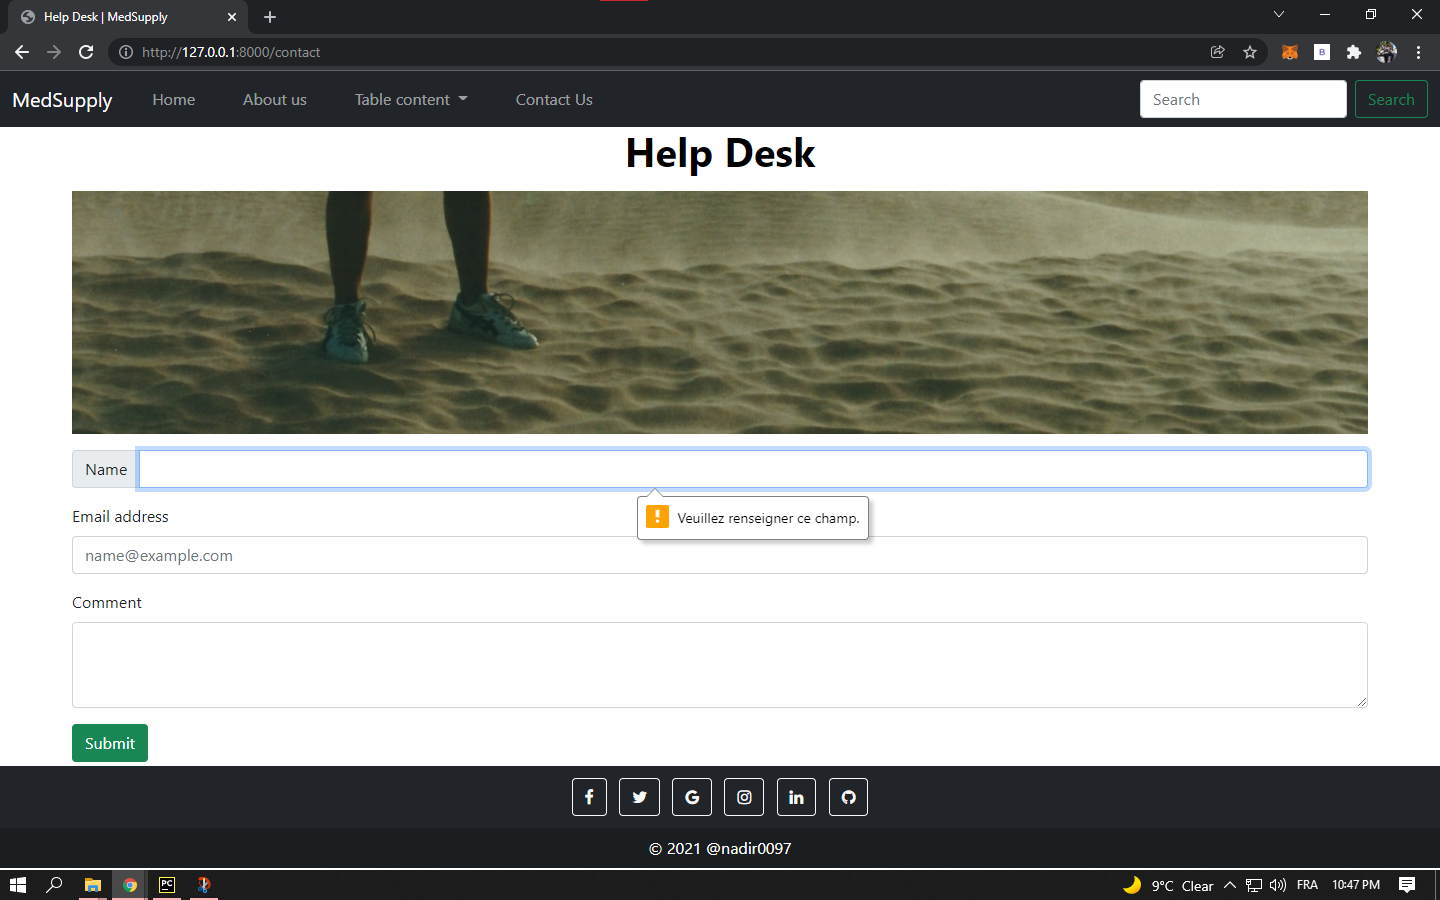 Help Desk | MedSupply
http://127.0.0.1:8000/contact
B
MedSupply Home About us Table content Contact Us Search Search
Help Desk
Name
Veuillez renseigner ce champ.
Email address
name@example.com
Comment
Submit
© 2021 @nadir0097
PC 9°C Clear FRA 10:47 PM